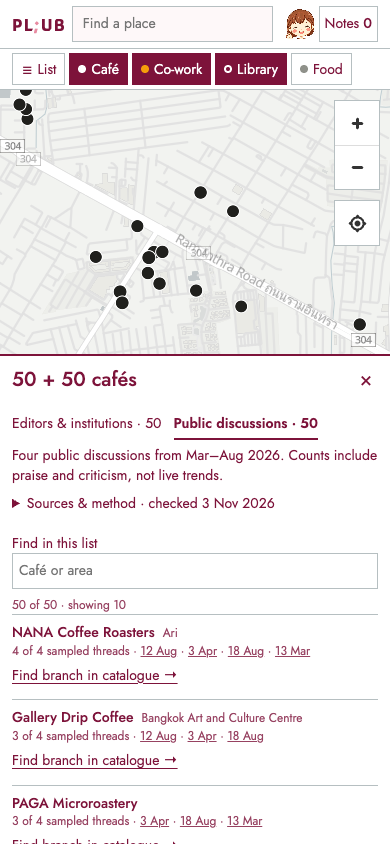 PL;UB
Find a place
Notes 0
≡ List
Café
Co-work
Library
Food
304
304
304
Raminthra Road ถนนรามอินทรา
304
+
−
50 + 50 cafés
×
Editors & institutions · 50
Public discussions · 50
Four public discussions from Mar–Aug 2026. Counts include
praise and criticism, not live trends.
▶ Sources & method · checked 3 Nov 2026
Find in this list
Café or area
50 of 50 · showing 10
NANA Coffee Roasters Ari
4 of 4 sampled threads · 12 Aug · 3 Apr · 18 Aug · 13 Mar
Find branch in catalogue →
Gallery Drip Coffee Bangkok Art and Culture Centre
3 of 4 sampled threads · 12 Aug · 3 Apr · 18 Aug
Find branch in catalogue →
PAGA Microroastery
3 of 4 sampled threads · 3 Apr · 18 Aug · 13 Mar
Find branch in catalogue →